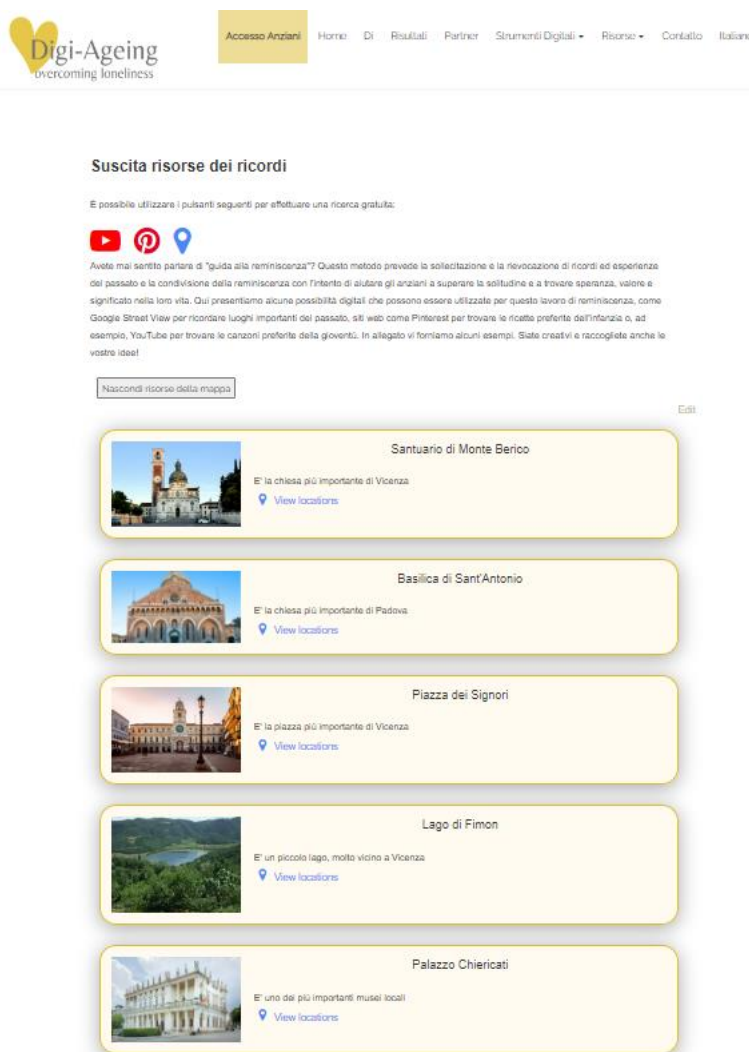 Digi-Ageing
overcoming loneliness
Accesso Anziani Home Di Risultati Partner Strumenti Digitali Risorse Contatto Italiano
Suscita risorse dei ricordi
È possibile utilizzare i pulsanti seguenti per effettuare una ricerca gratuita:
Avete mai sentito parlare di "guida alla reminiscenza"? Questo metodo prevede la sollecitazione e la rievocazione di ricordi ed esperienze
del passato e la condivisione della reminiscenza con l'intento di aiutare gli anziani a superare la solitudine e a trovare speranza, valore e
significato nella loro vita. Qui presentiamo alcune possibilità digitali che possono essere utilizzate per questo lavoro di reminiscenza, come
Google Street View per ricordare luoghi importanti del passato, siti web come Pinterest per trovare le ricette preferite dell'infanzia o, ad
esempio, YouTube per trovare le canzoni preferite della gioventù. In allegato vi forniamo alcuni esempi. Siate creativi e raccogliete anche le
vostre idee!
Nascondi risorse della mappa
Edit
Santuario di Monte Berico
E' la chiesa più importante di Vicenza
View locations
Basilica di Sant'Antonio
E' la chiesa più importante di Padova
View locations
Piazza dei Signori
E' la piazza più importante di Vicenza
View locations
Lago di Fimon
E' un piccolo lago, molto vicino a Vicenza
View locations
Palazzo Chiericati
E' uno dei più importanti musei locali
View locations